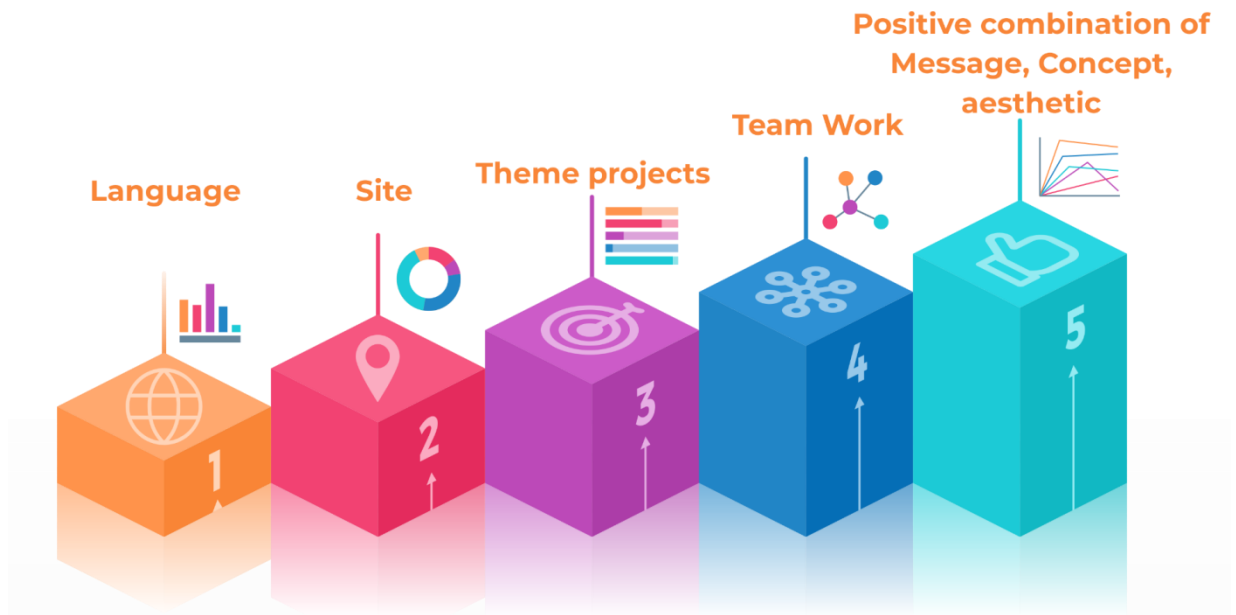 Language
Site
Theme projects
Team Work
Positive combination of
Message, Concept,
aesthetic
1
2
3
4
5